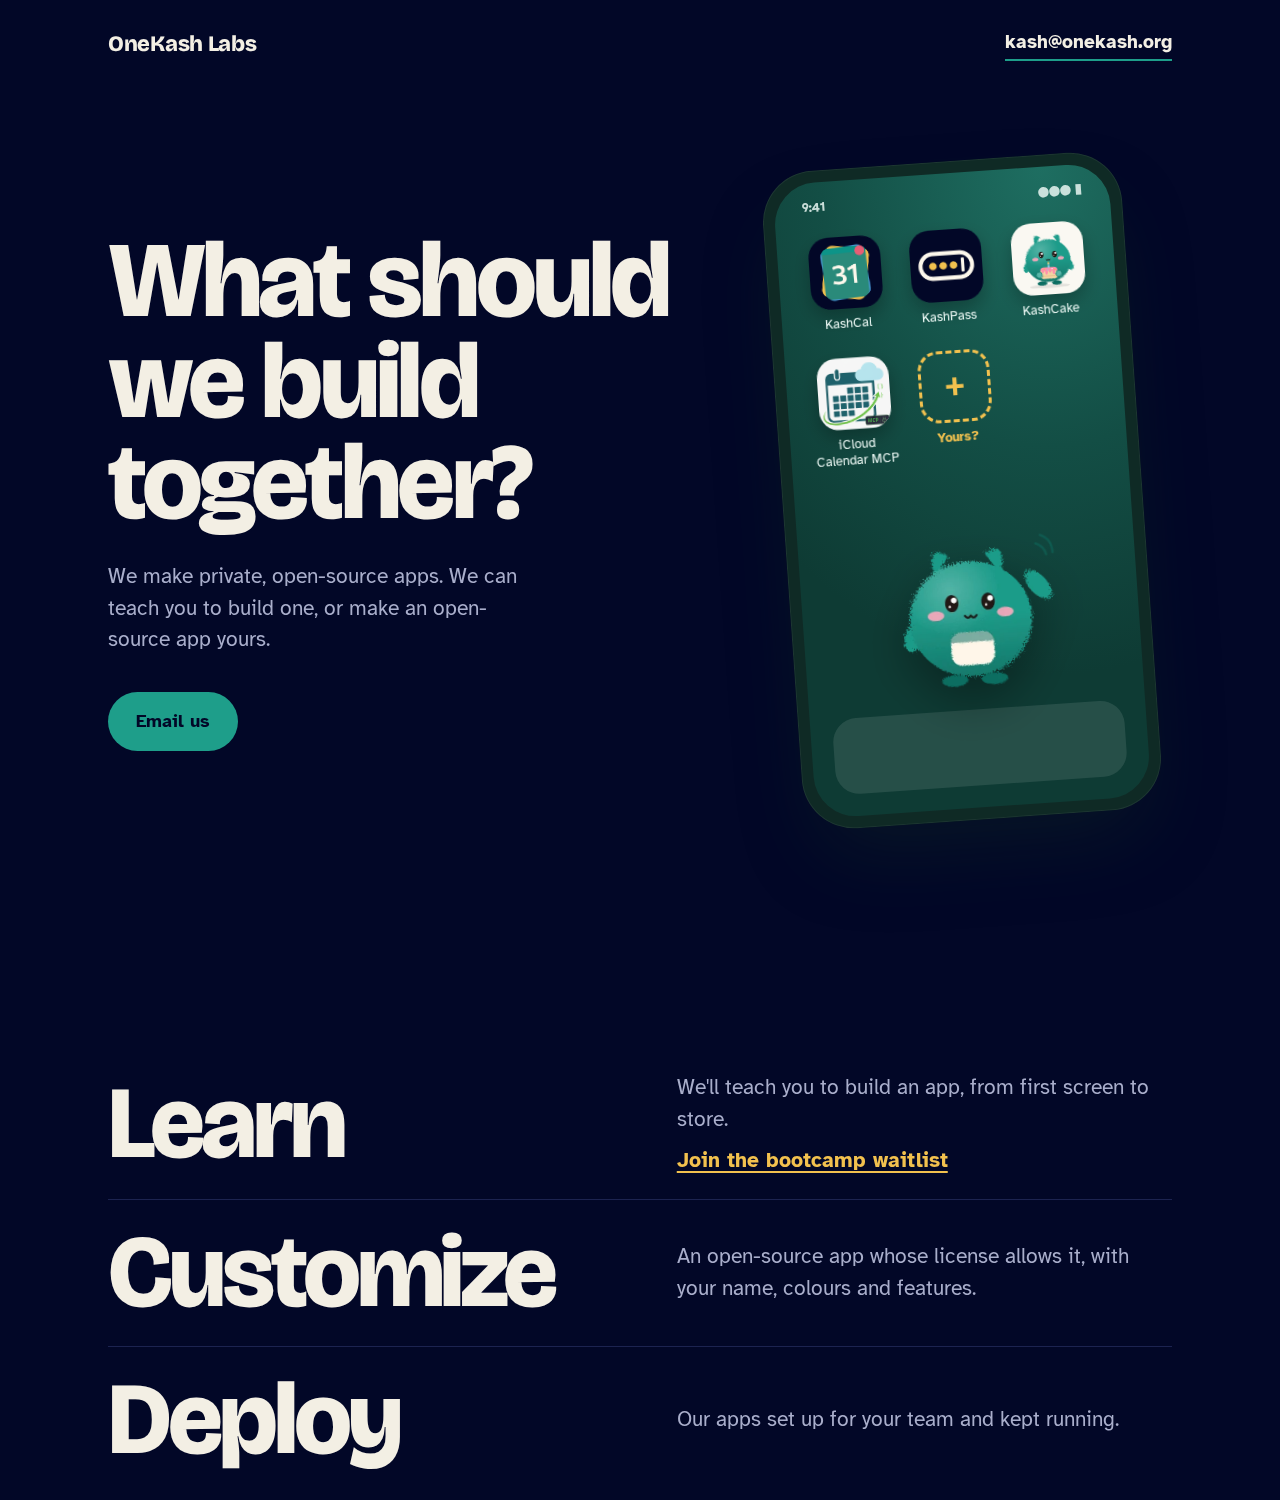 OneKash Labs
kash@onekash.org
What should
we build
together?
We make private, open-source apps. We can
teach you to build one, or make an open-
source app yours.
Email us
9:41
31
KashCal
KashPass
KashCake
iCloud
Calendar MCP
+
Yours?
Learn
We'll teach you to build an app, from first screen to
store.
Join the bootcamp waitlist
Customize
An open-source app whose license allows it, with
your name, colours and features.
Deploy
Our apps set up for your team and kept running.